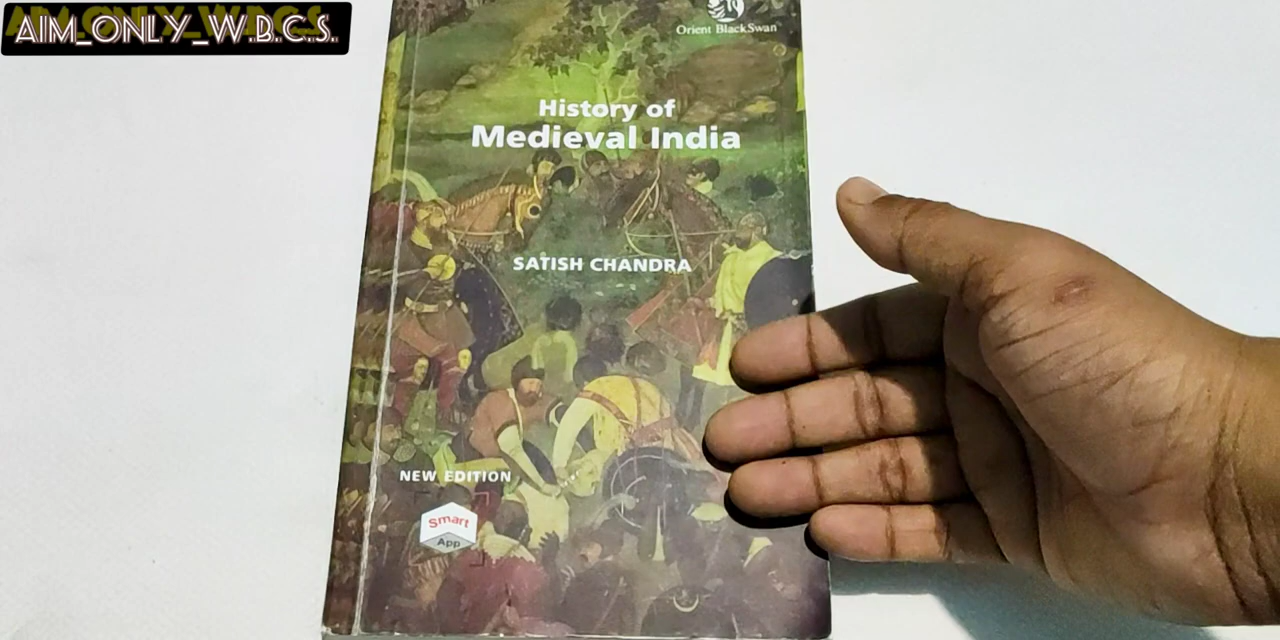 AIM_ONLY_W.B.C.S.
Orient BlackSwan
History of
Medieval India
SATISH CHANDRA
NEW EDITION
Smart
App